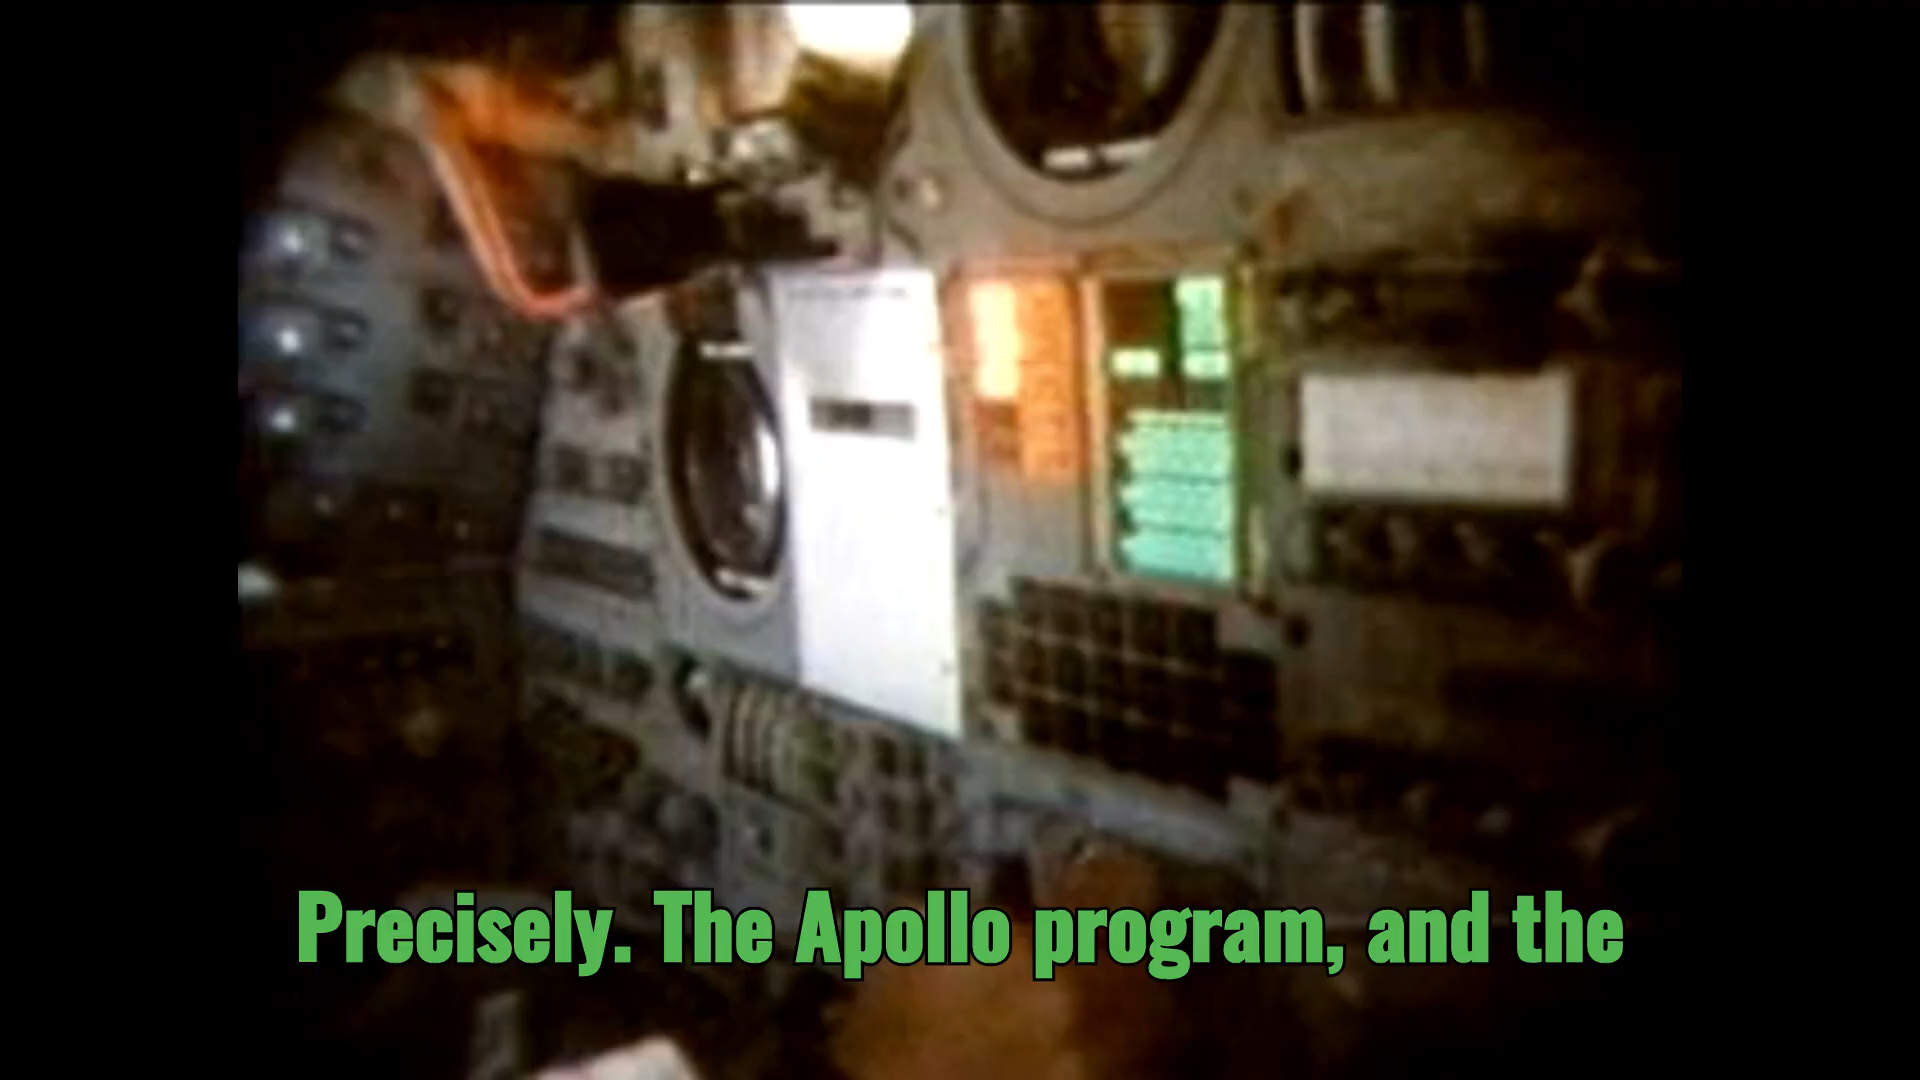 Precisely. The Apollo program, and the